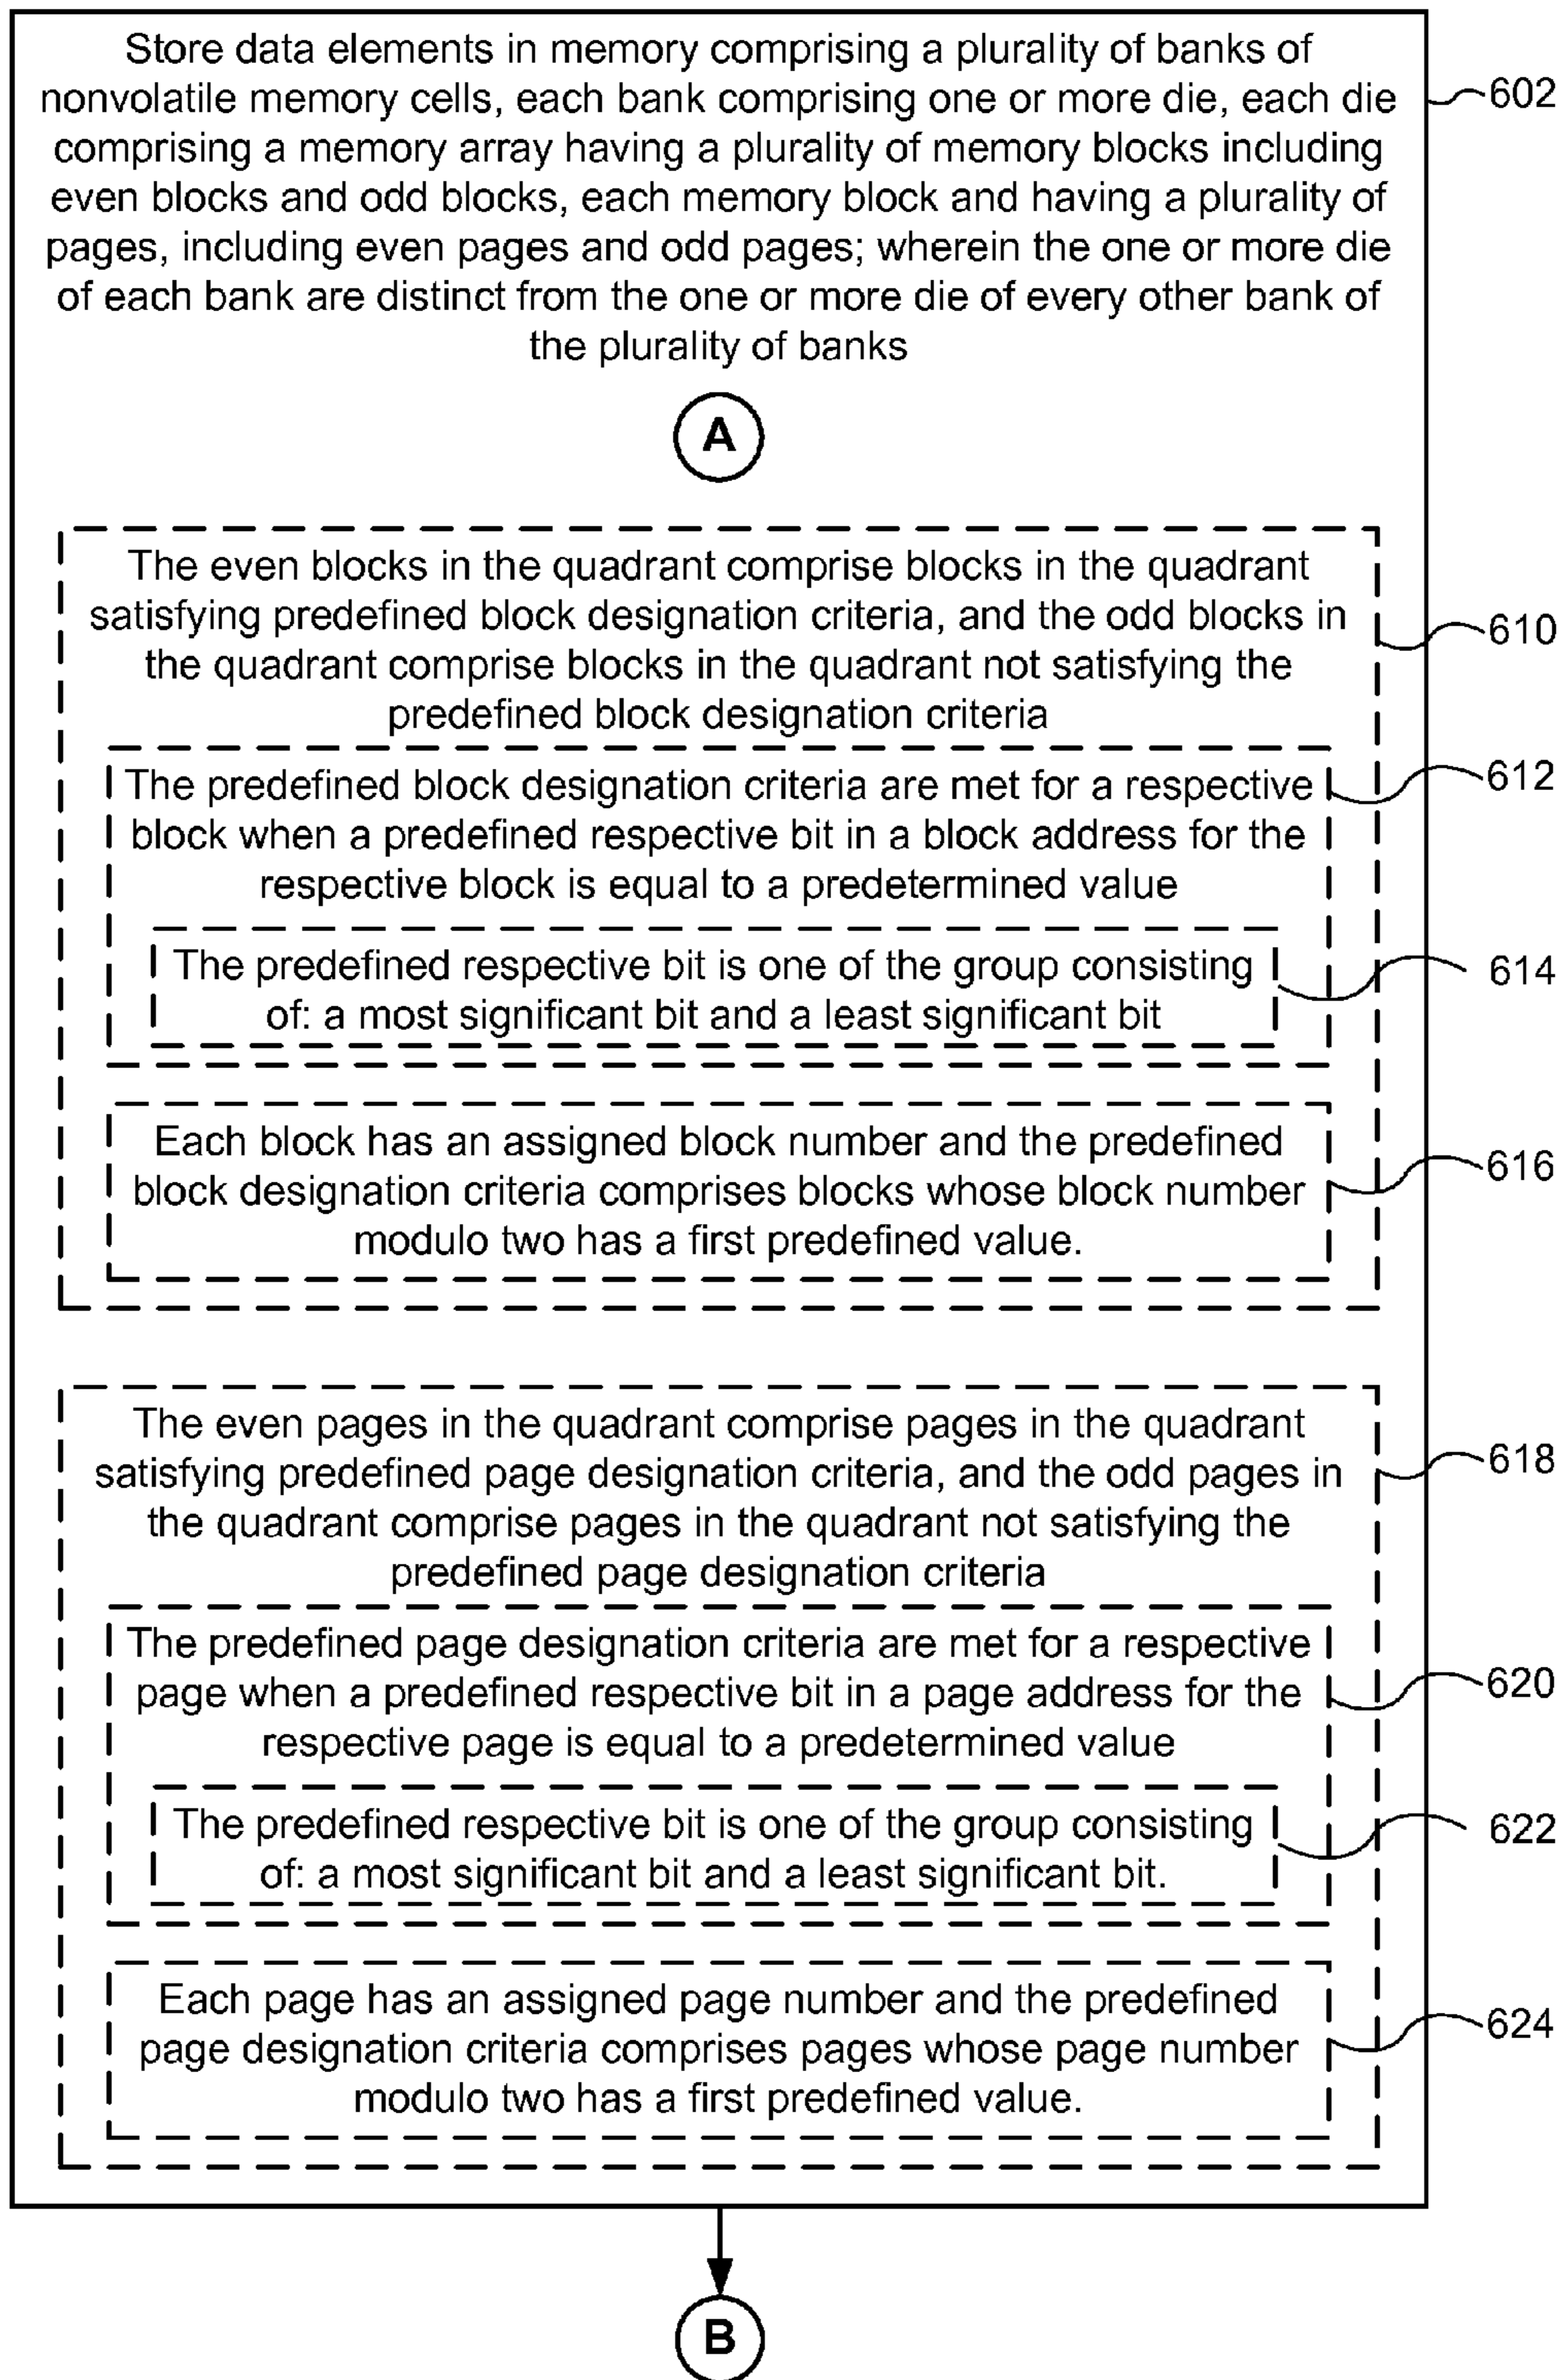 Store data elements in memory comprising a plurality of banks of
nonvolatile memory cells, each bank comprising one or more die, each die
comprising a memory array having a plurality of memory blocks including
even blocks and odd blocks, each memory block and having a plurality of
pages, including even pages and odd pages; wherein the one or more die
of each bank are distinct from the one or more die of every other bank of
the plurality of banks
602
A
The even blocks in the quadrant comprise blocks in the quadrant
satisfying predefined block designation criteria, and the odd blocks in
the quadrant comprise blocks in the quadrant not satisfying the
predefined block designation criteria
610
The predefined block designation criteria are met for a respective
block when a predefined respective bit in a block address for the
respective block is equal to a predetermined value
612
The predefined respective bit is one of the group consisting
of: a most significant bit and a least significant bit
614
Each block has an assigned block number and the predefined
block designation criteria comprises blocks whose block number
modulo two has a first predefined value.
616
The even pages in the quadrant comprise pages in the quadrant
satisfying predefined page designation criteria, and the odd pages in
the quadrant comprise pages in the quadrant not satisfying the
predefined page designation criteria
618
The predefined page designation criteria are met for a respective
page when a predefined respective bit in a page address for the
respective page is equal to a predetermined value
620
The predefined respective bit is one of the group consisting
of: a most significant bit and a least significant bit.
622
Each page has an assigned page number and the predefined
page designation criteria comprises pages whose page number
modulo two has a first predefined value.
624
B